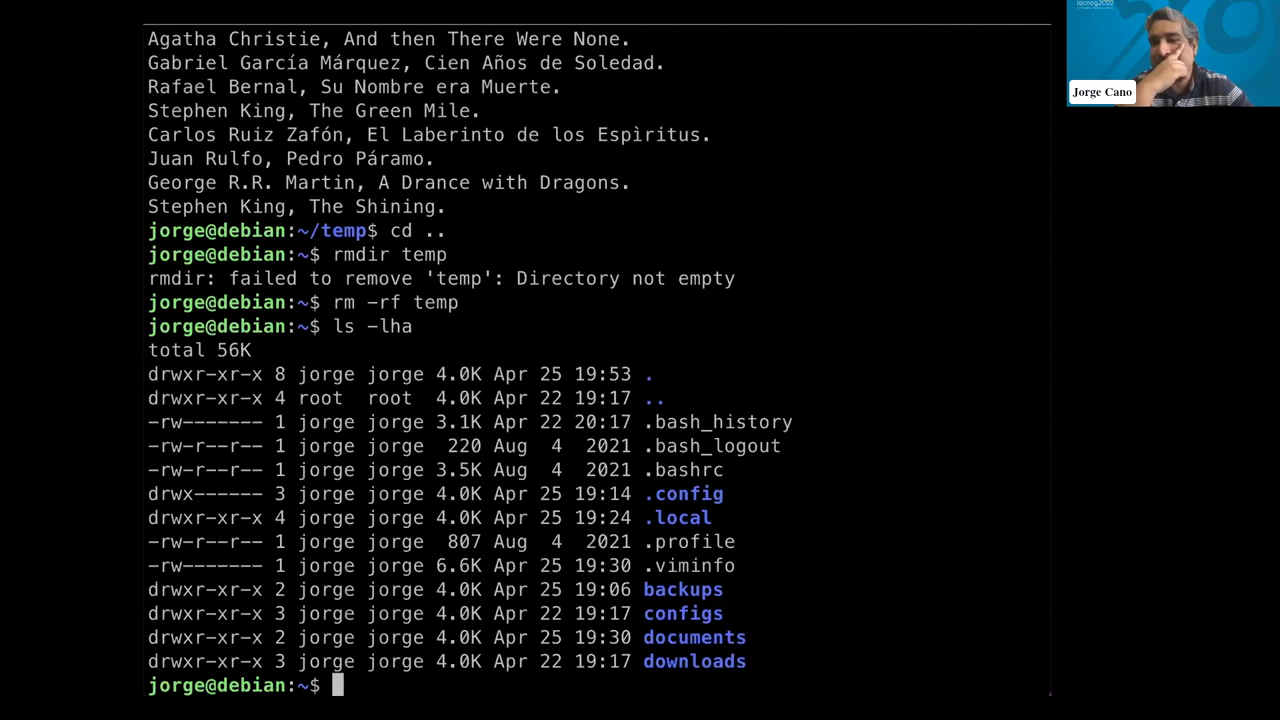 Agatha Christie, And then There Were None.
Gabriel García Márquez, Cien Años de Soledad.
Rafael Bernal, Su Nombre era Muerte.
Stephen King, The Green Mile.
Carlos Ruiz Zafón, El Laberinto de los Espìritus.
Juan Rulfo, Pedro Páramo.
George R.R. Martin, A Drance with Dragons.
Stephen King, The Shining.
jorge@debian:~/temp$ cd ..
jorge@debian:~$ rmdir temp
rmdir: failed to remove 'temp': Directory not empty
jorge@debian:~$ rm -rf temp
jorge@debian:~$ ls -lha
total 56K
drwxr-xr-x 8 jorge jorge 4.0K Apr 25 19:53 .
drwxr-xr-x 4 root  root  4.0K Apr 22 19:17 ..
-rw------- 1 jorge jorge 3.1K Apr 22 20:17 .bash_history
-rw-r--r-- 1 jorge jorge  220 Aug  4  2021 .bash_logout
-rw-r--r-- 1 jorge jorge 3.5K Aug  4  2021 .bashrc
drwx------ 3 jorge jorge 4.0K Apr 25 19:14 .config
drwxr-xr-x 4 jorge jorge 4.0K Apr 25 19:24 .local
-rw-r--r-- 1 jorge jorge  807 Aug  4  2021 .profile
-rw------- 1 jorge jorge 6.6K Apr 25 19:30 .viminfo
drwxr-xr-x 2 jorge jorge 4.0K Apr 25 19:06 backups
drwxr-xr-x 3 jorge jorge 4.0K Apr 22 19:17 configs
drwxr-xr-x 2 jorge jorge 4.0K Apr 25 19:30 documents
drwxr-xr-x 3 jorge jorge 4.0K Apr 22 19:17 downloads
jorge@debian:~$
lacnog2022
Jorge Cano